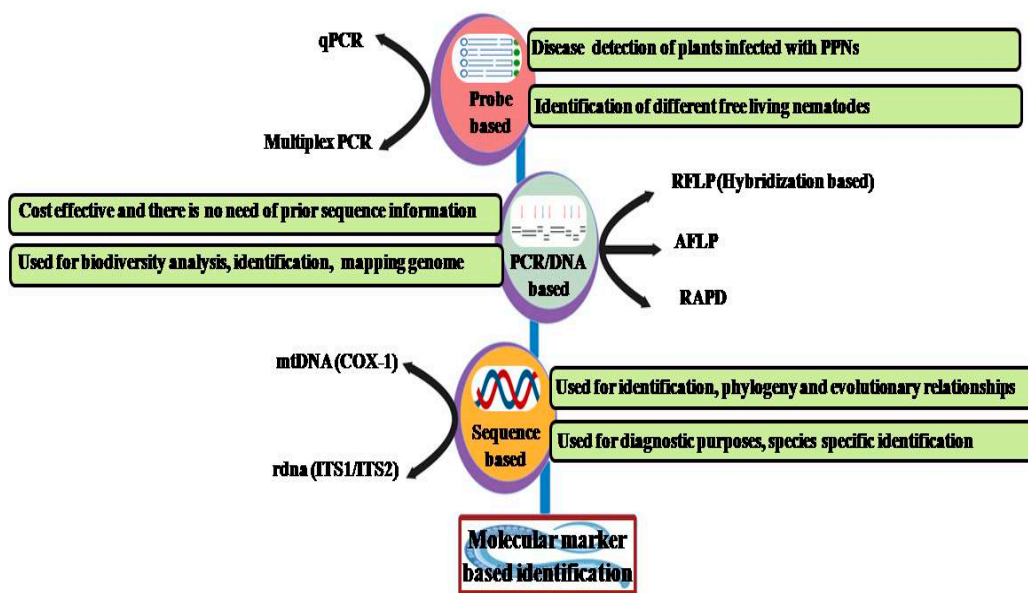 qPCR
Multiplex PCR
Probe
based
Disease detection of plants infected with PPNs
Identification of different free living nematodes
Cost effective and there is no need of prior sequence information
Used for biodiversity analysis, identification, mapping genome
PCR/DNA
based
RFLP (Hybridization based)
AFLP
RAPD
mtDNA (COX-1)
rdna (ITS1/ITS2)
Sequence
based
Used for identification, phylogeny and evolutionary relationships
Used for diagnostic purposes, species specific identification
Molecular marker
based identification